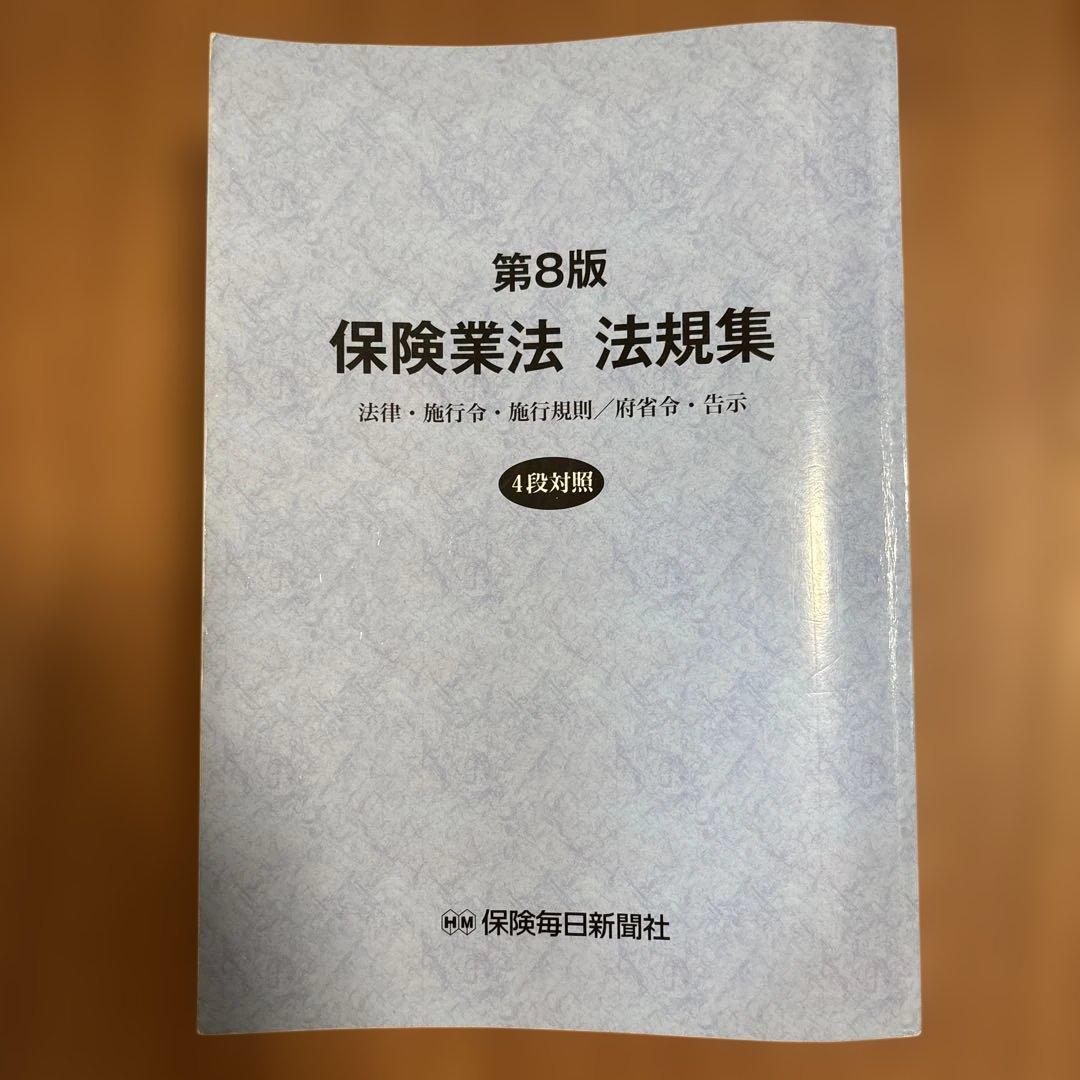 第8版
保険業法 法規集
法律・施行令・施行規則／府省令・告示
4段対照
HM 保険毎日新聞社